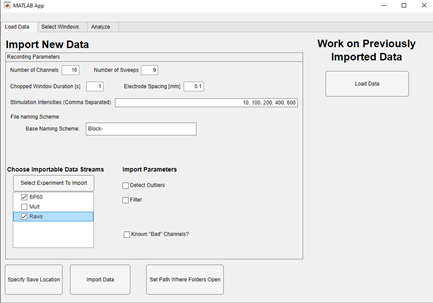 MATLAB App
Load Data Select Windows Analyze
Import New Data
Recording Parameters
Number of Channels 16 Number of Sweeps 9
Chopped Window Duration [s] 1 Electrode Spacing [mm] 0.1
Stimulation Intensities (Comma Separated) 10, 100, 200, 400, 600
File naming Scheme:
Base Naming Scheme: Block-
Choose Importable Data Streams
Select Experiment To Import
BP60
Mult
Raws
Import Parameters
Detect Outliers
Filter
Known "Bad" Channels?
Specify Save Location Import Data Set Path Where Folders Open
Work on Previously
Imported Data
Load Data